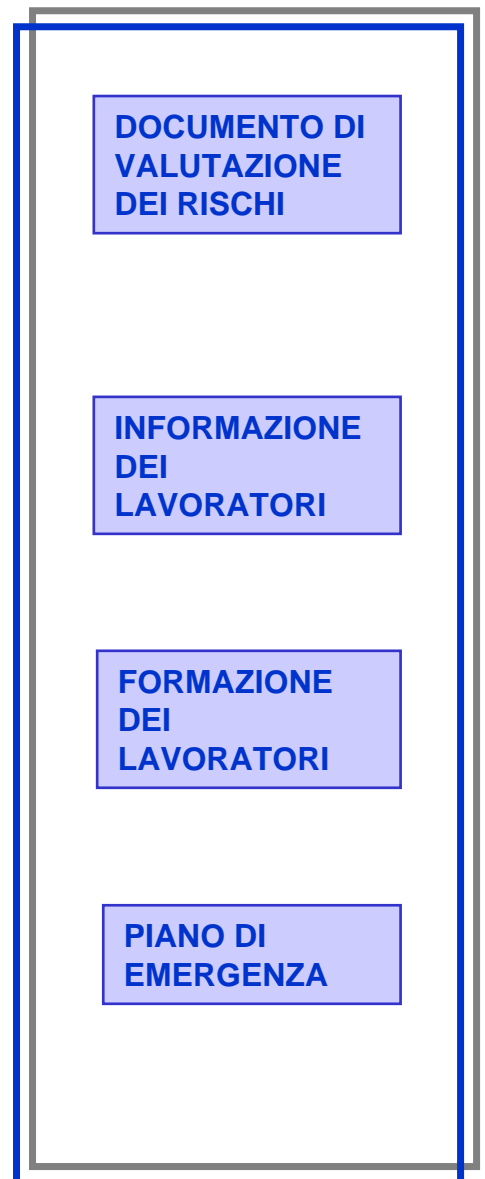 DOCUMENTO DI
VALUTAZIONE
DEI RISCHI
INFORMAZIONE
DEI
LAVORATORI
FORMAZIONE
DEI
LAVORATORI
PIANO DI
EMERGENZA